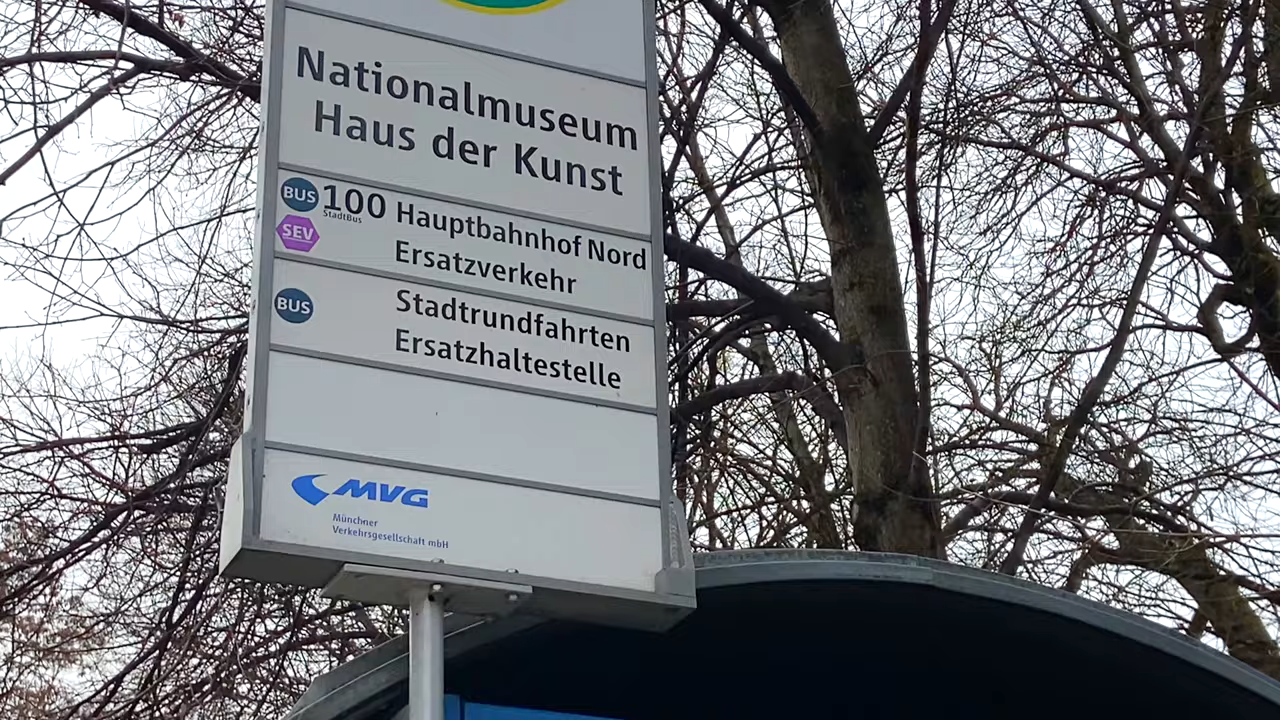 Nationalmuseum
Haus der Kunst
BUS 100 Hauptbahnhof Nord
StadtBus
SEV Ersatzverkehr
BUS Stadtrundfahrten
Ersatzhaltestelle
MVG
Münchner
Verkehrsgesellschaft mbH